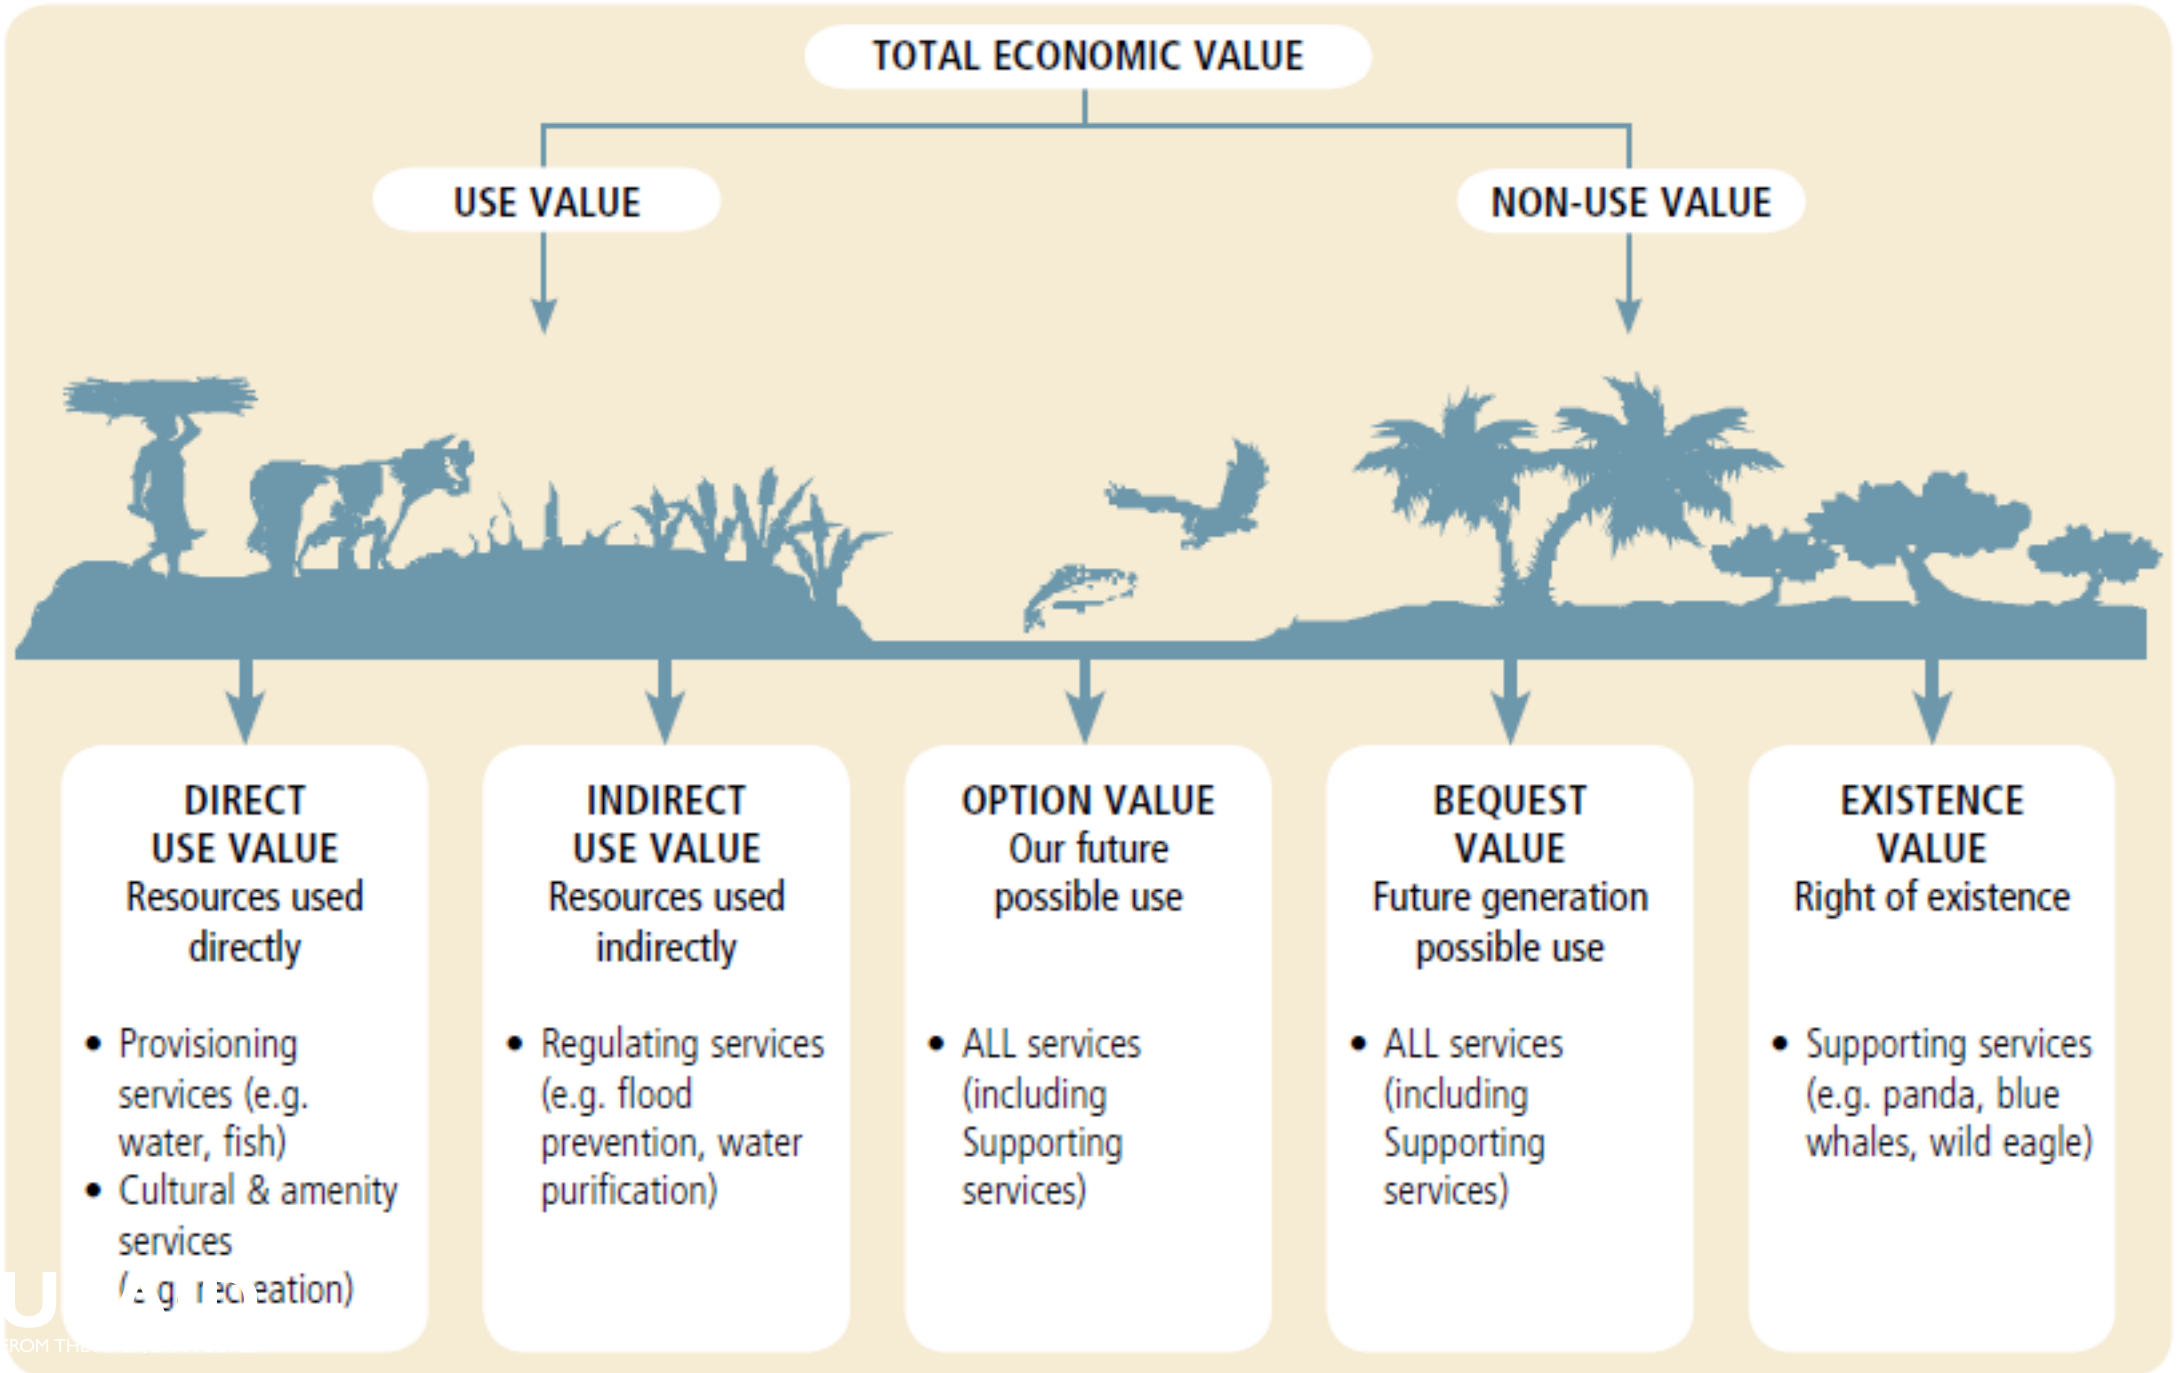 TOTAL ECONOMIC VALUE
USE VALUE
NON-USE VALUE
DIRECT
USE VALUE
Resources used
directly
• Provisioning
services (e.g.
water, fish)
• Cultural & amenity
services
(e.g. recreation)
INDIRECT
USE VALUE
Resources used
indirectly
• Regulating services
(e.g. flood
prevention, water
purification)
OPTION VALUE
Our future
possible use
• ALL services
(including
Supporting
services)
BEQUEST
VALUE
Future generation
possible use
• ALL services
(including
Supporting
services)
EXISTENCE
VALUE
Right of existence
• Supporting services
(e.g. panda, blue
whales, wild eagle)
FROM THE